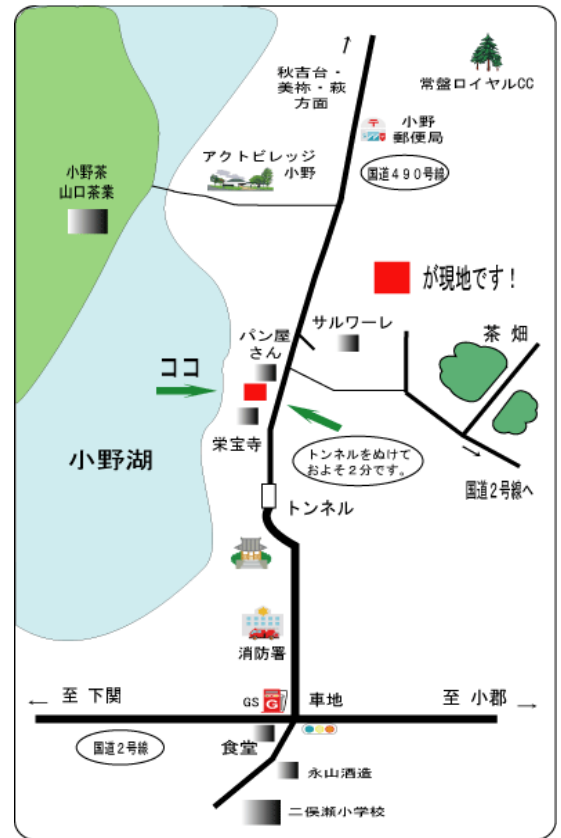 秋吉台・
美祢・萩
方面
常盤ロイヤルCC
小野
郵便局
アクトビレッジ
小野
国道490号線
小野茶
山口茶業
が現地です！
サルワーレ
茶 畑
パン屋
さん
ココ
栄宝寺
トンネルをぬけて
およそ2分です。
小野湖
国道2号線へ
トンネル
消防署
至 下関
GS
G
車地
至 小郡
国道2号線
食堂
永山酒造
二俣瀬小学校